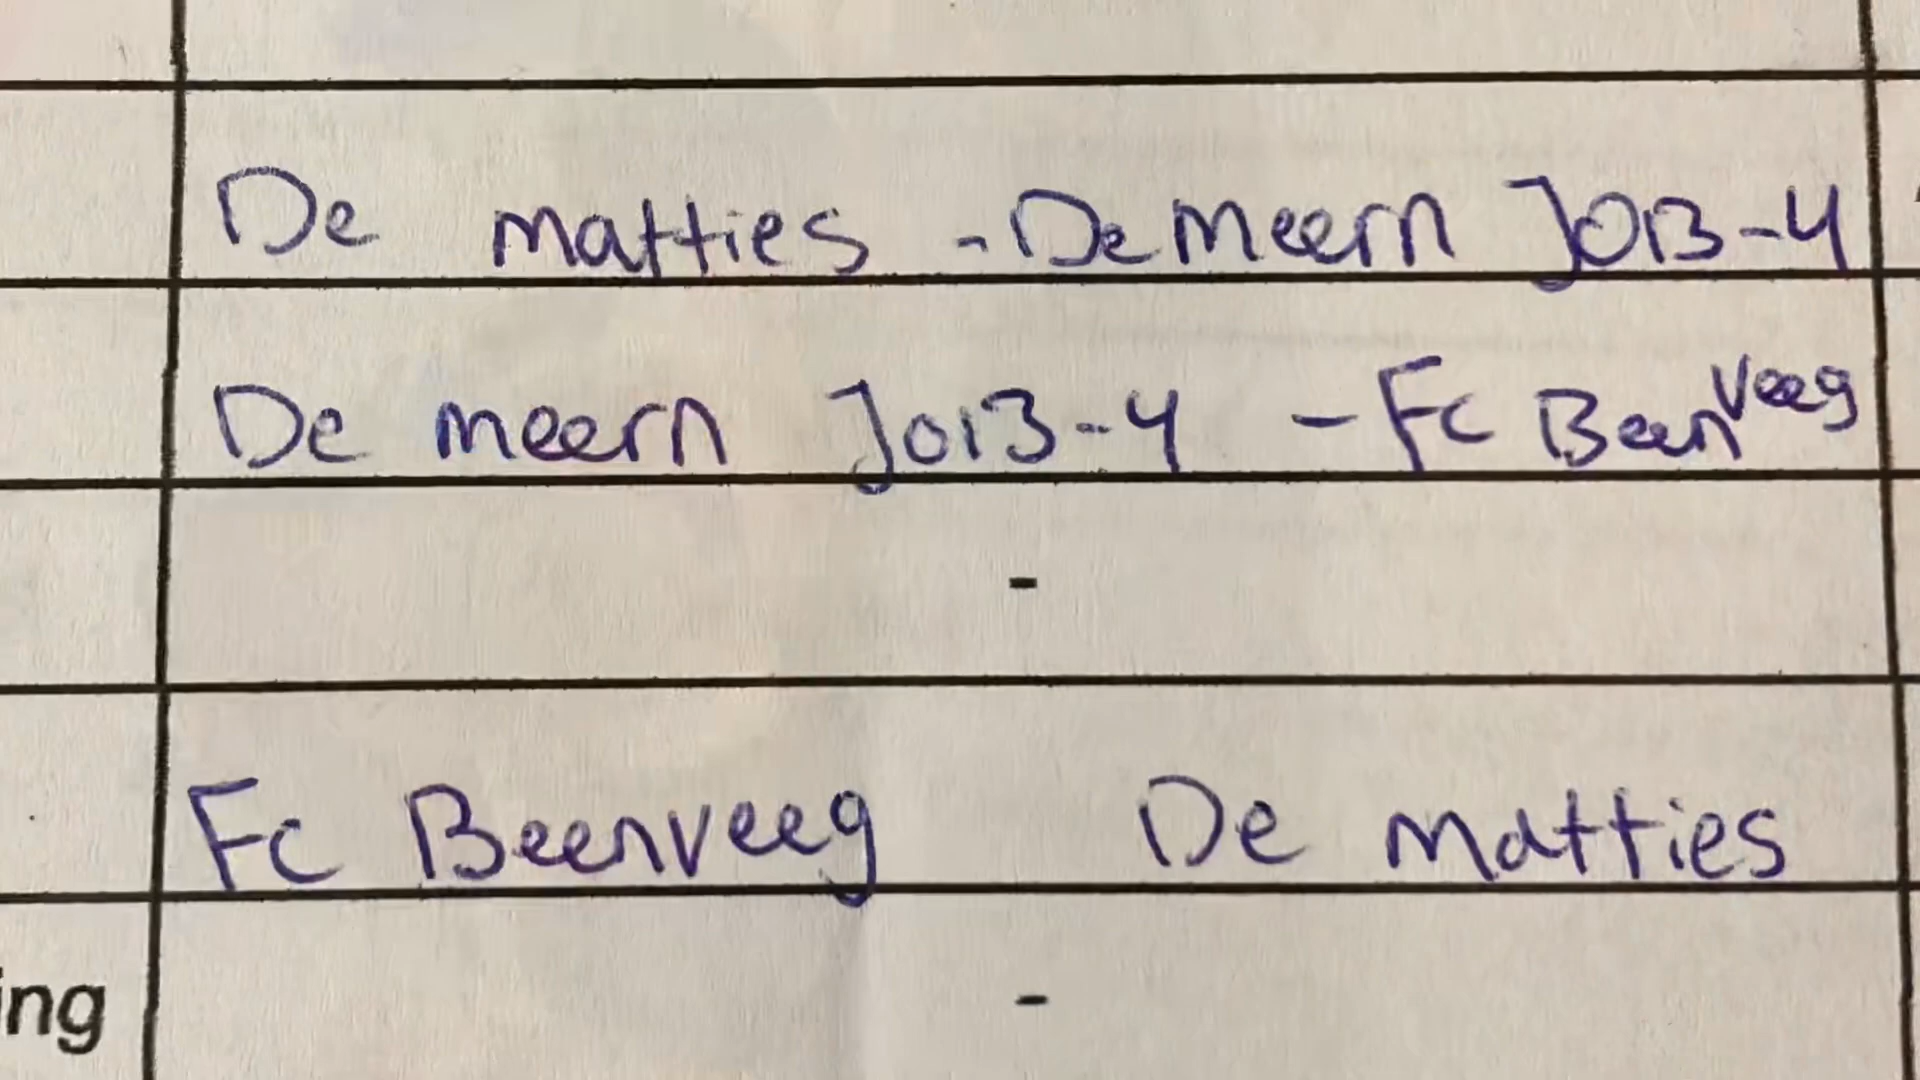 De matties - De meern JO13-4
De meern JO13-4 - Fc Beenveeg
-
Fc Beenveeg De matties
ing -